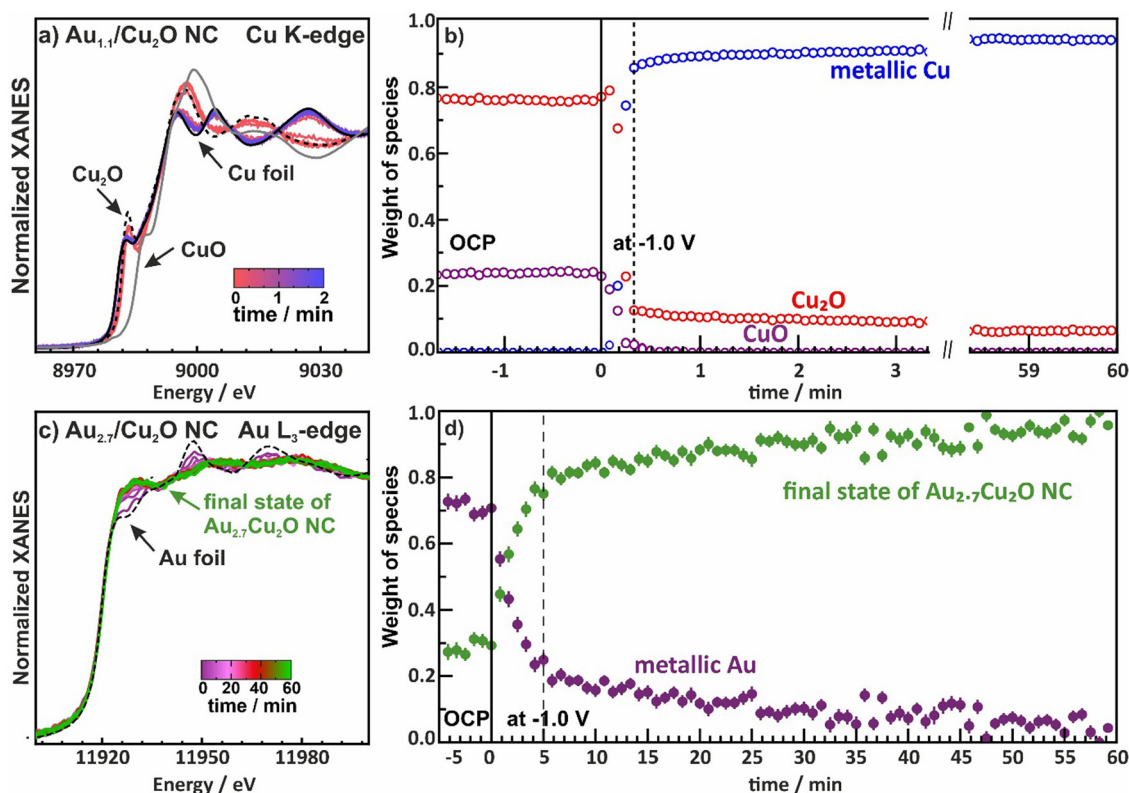 a) Au1.1/Cu2O NC Cu K-edge
Normalized XANES
Cu2O
Cu foil
CuO
0 1 2
time / min
8970 9000 9030
Energy / eV
b)
Weight of species
1.0
0.8
0.6
0.4
0.2
0.0
//
metallic Cu
OCP
at -1.0 V
Cu2O
CuO
//
-1 0 1 2 3 59 60
time / min
c) Au2.7/Cu2O NC Au L3-edge
Normalized XANES
final state of
Au2.7Cu2O NC
Au foil
0 20 40 60
time / min
11920 11950 11980
Energy / eV
d)
Weight of species
1.0
0.8
0.6
0.4
0.2
0.0
final state of Au2.7Cu2O NC
metallic Au
OCP at -1.0 V
-5 0 5 10 15 20 25 30 35 40 45 50 55 60
time / min